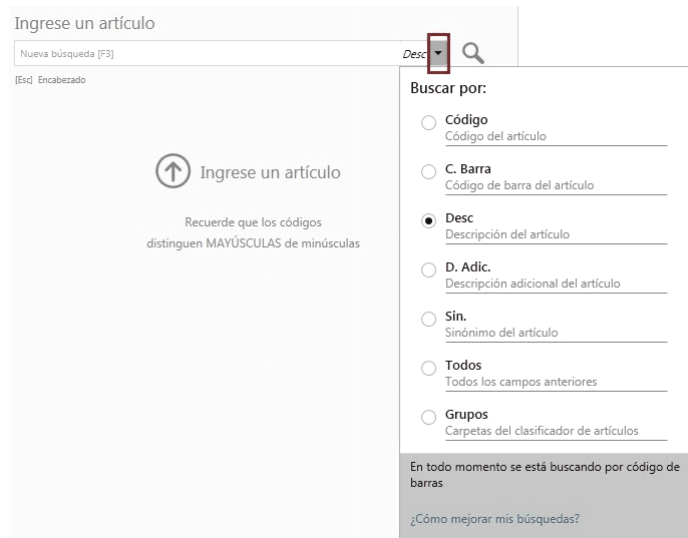 Ingrese un artículo
Nueva búsqueda [F3]
Desc
[Esc] Encabezado
Ingrese un artículo
Recuerde que los códigos
distinguen MAYÚSCULAS de minúsculas
Buscar por:
Código
Código del artículo
C. Barra
Código de barra del artículo
Desc
Descripción del artículo
D. Adic.
Descripción adicional del artículo
Sin.
Sinónimo del artículo
Todos
Todos los campos anteriores
Grupos
Carpetas del clasificador de artículos
En todo momento se está buscando por código de
barras
¿Cómo mejorar mis búsquedas?